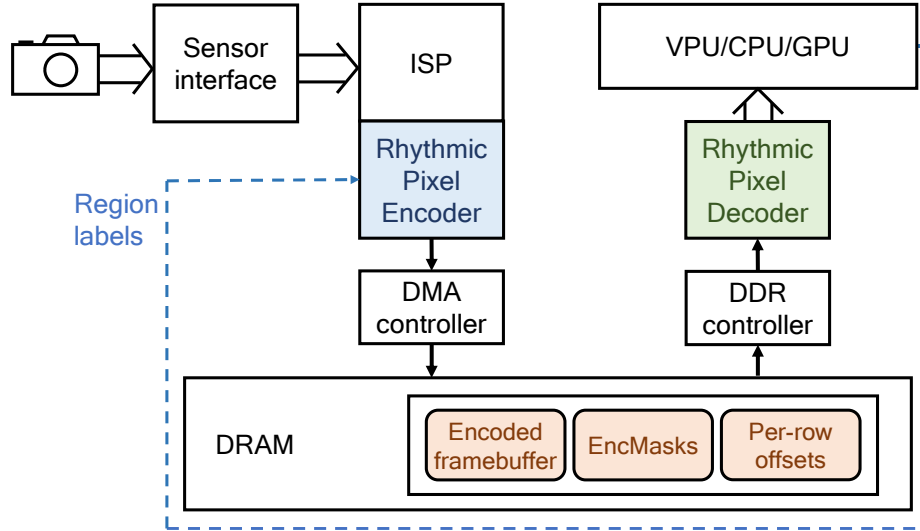 Sensor
interface
ISP
VPU/CPU/GPU
Rhythmic
Pixel
Encoder
Rhythmic
Pixel
Decoder
Region
labels
DMA
controller
DDR
controller
DRAM
Encoded
framebuffer
EncMasks
Per-row
offsets